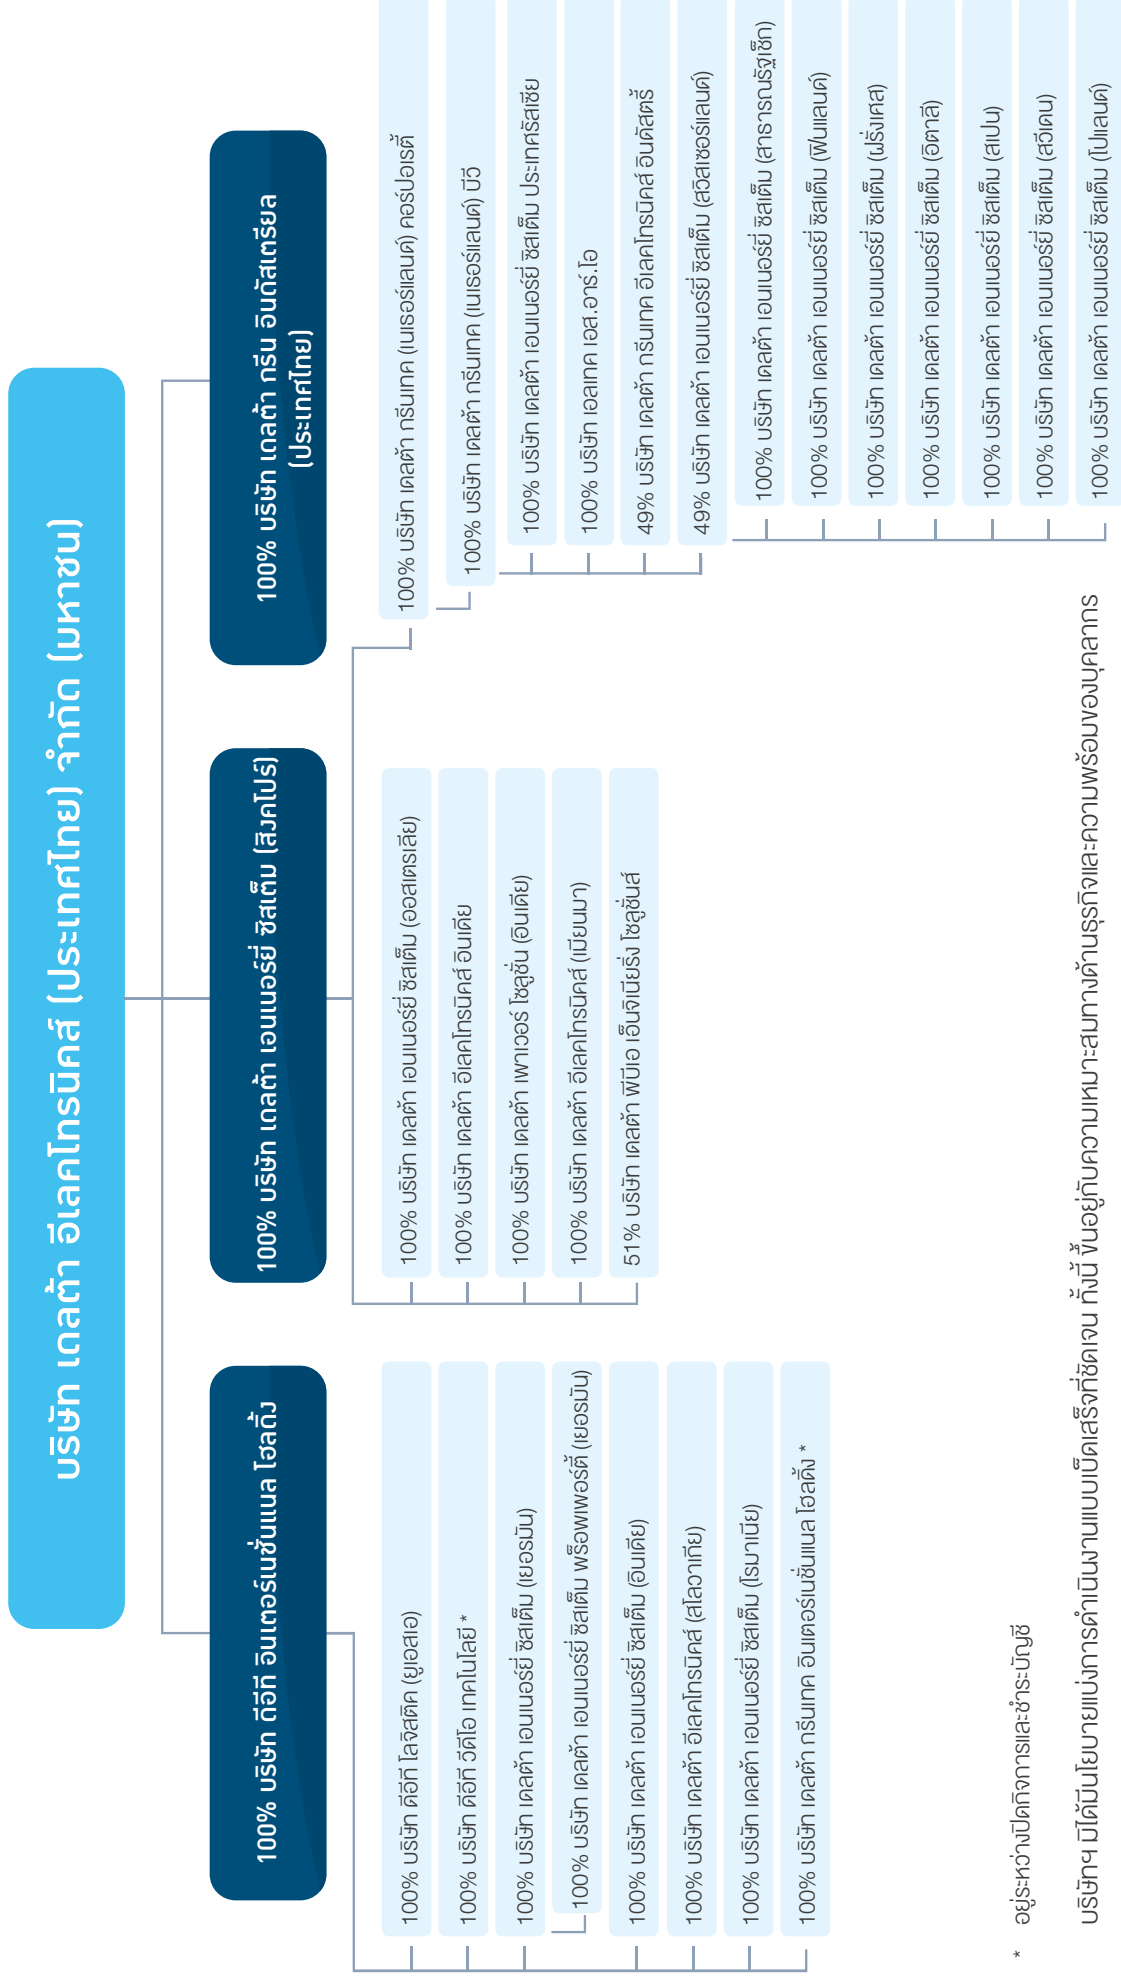 บริษัท เดลต้า อีเลคโทรนิคส์ (ประเทศไทย) จำกัด (มหาชน)
100% บริษัท ดีอีที อินเตอร์เนชั่นแนล โฮลดิ้ง
100% บริษัท ดีอีที โลจิสติค (ยูเอสเอ)
100% บริษัท ดีอีที วีดีโอ เทคโนโลยี *
100% บริษัท เดลต้า เอนเนอร์ยี่ ซิสเต็ม (เยอรมัน)
100% บริษัท เดลต้า เอนเนอร์ยี่ ซิสเต็ม พร็อพเพอร์ตี้ (เยอรมัน)
100% บริษัท เดลต้า เอนเนอร์ยี่ ซิสเต็ม (อินเดีย)
100% บริษัท เดลต้า อีเลคโทรนิคส์ (สโลวาเกีย)
100% บริษัท เดลต้า เอนเนอร์ยี่ ซิสเต็ม (โรมาเนีย)
100% บริษัท เดลต้า กรีนเทค อินเตอร์เนชั่นแนล โฮลดิ้ง *
100% บริษัท เดลต้า เอนเนอร์ยี่ ซิสเต็ม (สิงคโปร์)
100% บริษัท เดลต้า เอนเนอร์ยี่ ซิสเต็ม (ออสเตรเลีย)
100% บริษัท เดลต้า อีเลคโทรนิคส์ อินเดีย
100% บริษัท เดลต้า เพาเวอร์ โซลูชั่น (อินเดีย)
100% บริษัท เดลต้า อีเลคโทรนิคส์ (เมียนมา)
51% บริษัท เดลต้า พีบีเอ เอ็นจิเนียริ่ง โซลูชั่นส์
100% บริษัท เดลต้า กรีน อินดัสเตรียล
(ประเทศไทย)
100% บริษัท เดลต้า กรีนเทค (เนเธอร์แลนด์) คอร์ปอเรตี้
100% บริษัท เดลต้า กรีนเทค (เนเธอร์แลนด์) บีวี
100% บริษัท เดลต้า เอนเนอร์ยี่ ซิสเต็ม ประเทศรัสเซีย
100% บริษัท เอลเทค เอส.อาร์.โอ
49% บริษัท เดลต้า กรีนเทค อีเลคโทรนิคส์ อินดัสตรี้
49% บริษัท เดลต้า เอนเนอร์ยี่ ซิสเต็ม (สวิสเซอร์แลนด์)
100% บริษัท เดลต้า เอนเนอร์ยี่ ซิสเต็ม (สาธารณรัฐเช็ก)
100% บริษัท เดลต้า เอนเนอร์ยี่ ซิสเต็ม (ฟินแลนด์)
100% บริษัท เดลต้า เอนเนอร์ยี่ ซิสเต็ม (ฝรั่งเศส)
100% บริษัท เดลต้า เอนเนอร์ยี่ ซิสเต็ม (อิตาลี)
100% บริษัท เดลต้า เอนเนอร์ยี่ ซิสเต็ม (สเปน)
100% บริษัท เดลต้า เอนเนอร์ยี่ ซิสเต็ม (สวีเดน)
100% บริษัท เดลต้า เอนเนอร์ยี่ ซิสเต็ม (โปแลนด์)
* อยู่ระหว่างปิดกิจการและชำระบัญชี
บริษัทฯ มิได้มีนโยบายแบ่งการดำเนินงานแบบเบ็ดเสร็จที่ชัดเจน ทั้งนี้ ขึ้นอยู่กับความเหมาะสมทางด้านธุรกิจและความพร้อมของบุคลากร